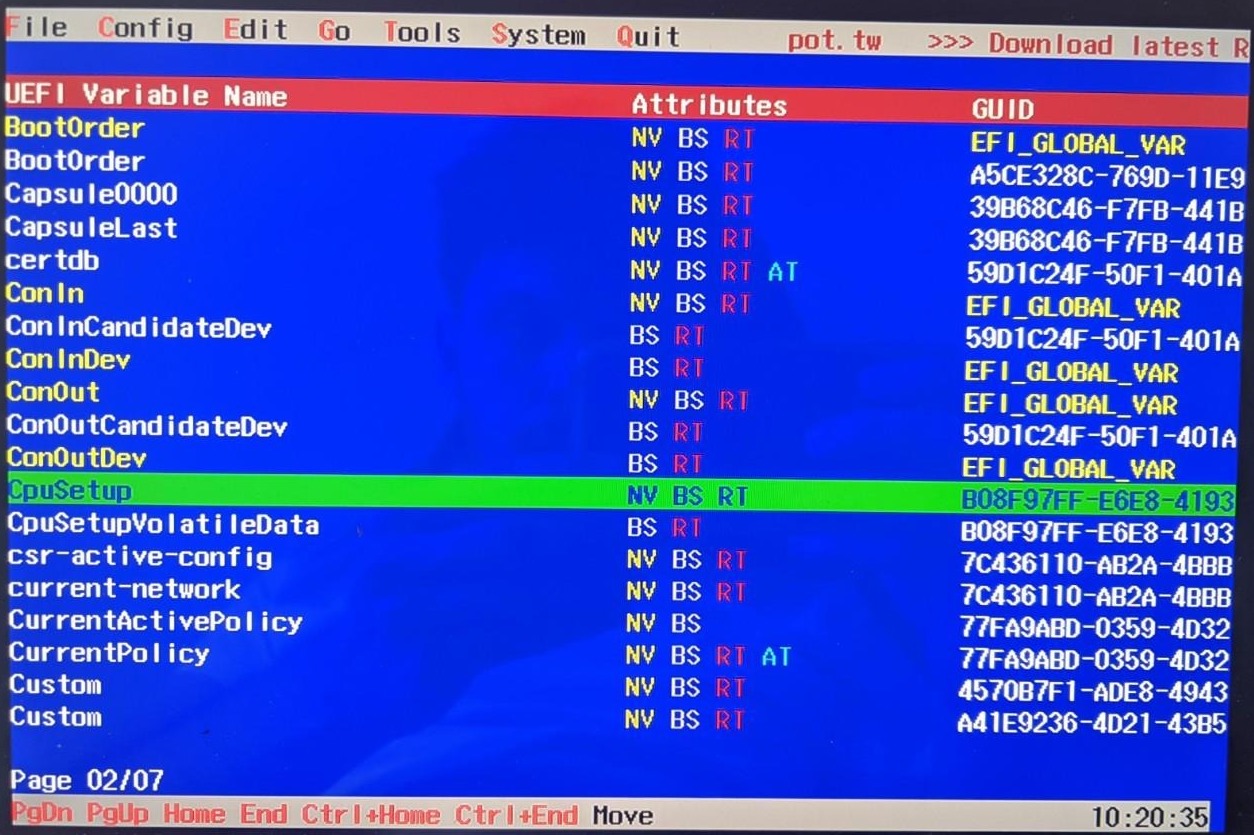 File Config Edit Go Tools System Quit pot.tw >>> Download latest R
UEFI Variable Name Attributes GUID
BootOrder NV BS RT EFI_GLOBAL_VAR
BootOrder NV BS RT A5CE328C-769D-11E9
Capsule0000 NV BS RT 39B68C46-F7FB-441B
CapsuleLast NV BS RT 39B68C46-F7FB-441B
certdb NV BS RT AT 59D1C24F-50F1-401A
ConIn NV BS RT EFI_GLOBAL_VAR
ConInCandidateDev BS RT 59D1C24F-50F1-401A
ConInDev BS RT EFI_GLOBAL_VAR
ConOut NV BS RT EFI_GLOBAL_VAR
ConOutCandidateDev BS RT 59D1C24F-50F1-401A
ConOutDev BS RT EFI_GLOBAL_VAR
CpuSetup NV BS RT B08F97FF-E6E8-4193
CpuSetupVolatileData BS RT B08F97FF-E6E8-4193
csr-active-config NV BS RT 7C436110-AB2A-4BBB
current-network NV BS RT 7C436110-AB2A-4BBB
CurrentActivePolicy NV BS 77FA9ABD-0359-4D32
CurrentPolicy NV BS RT AT 77FA9ABD-0359-4D32
Custom NV BS RT 4570B7F1-ADE8-4943
Custom NV BS RT A41E9236-4D21-43B5
Page 02/07
PgDn PgUp Home End Ctrl+Home Ctrl+End Move 10:20:35